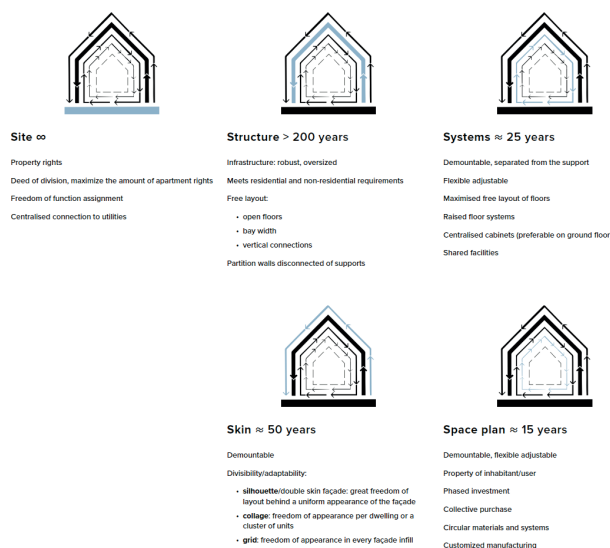 Site ∞
Property rights
Deed of division, maximize the amount of apartment rights
Freedom of function assignment
Centralised connection to utilities
Structure > 200 years
Infrastructure: robust, oversized
Meets residential and non-residential requirements
Free layout:
• open floors
• bay width
• vertical connections
Partition walls disconnected of supports
Systems ≈ 25 years
Demountable, separated from the support
Flexible adjustable
Maximised free layout of floors
Raised floor systems
Centralised cabinets (preferable on ground floor
Shared facilities
Skin ≈ 50 years
Demountable
Divisibility/adaptability:
• silhouette/double skin façade: great freedom of
layout behind a uniform appearance of the façade
• collage: freedom of appearance per dwelling or a
cluster of units
• grid: freedom of appearance in every façade infill
Space plan ≈ 15 years
Demountable, flexible adjustable
Property of inhabitant/user
Phased investment
Collective purchase
Circular materials and systems
Customized manufacturing